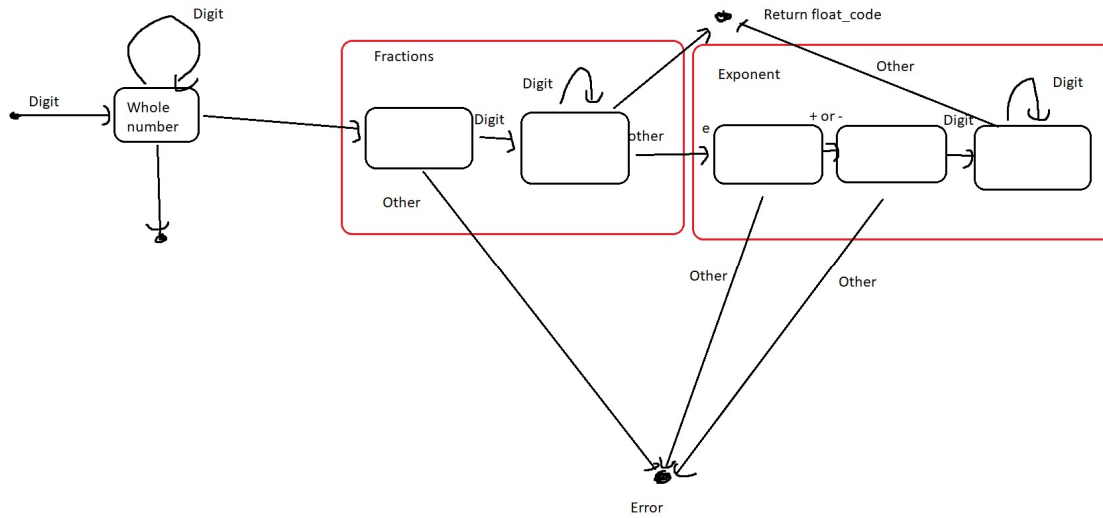 Digit
Return float_code
Fractions
Exponent
Other
Digit
Digit
Digit
Whole
number
Digit
+ or -
Digit
e
other
Other
Other
Other
Error